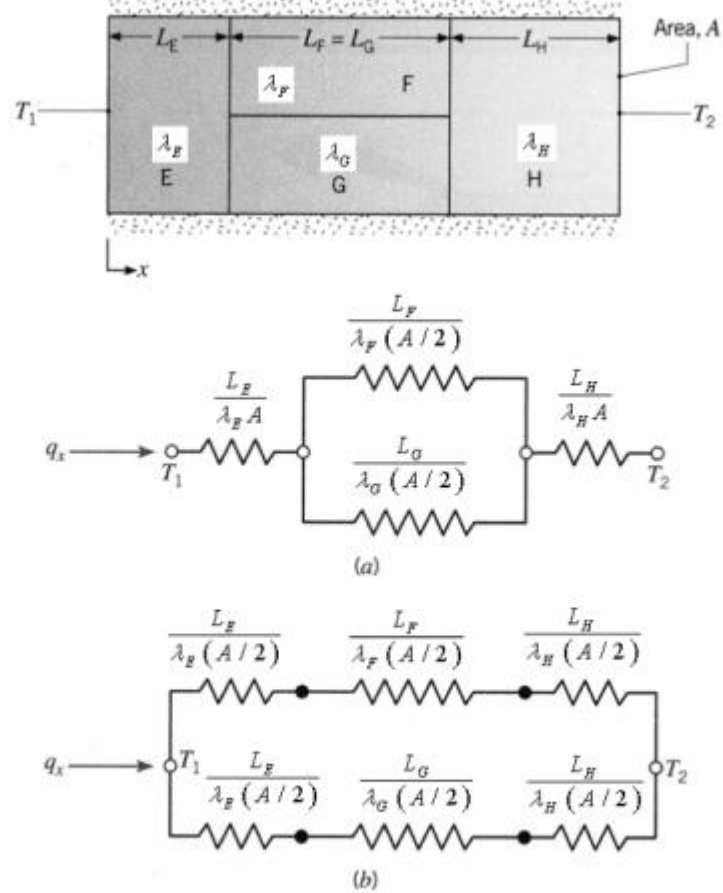 L_E L_F = L_G L_H Area, A
λ_F F
T_1 T_2
λ_E λ_G λ_H
E G H
x
L_F / λ_F (A/2)
L_E / λ_E A L_H / λ_H A
q_x T_1 L_G / λ_G (A/2) T_2
(a)
L_E / λ_E (A/2) L_F / λ_F (A/2) L_H / λ_H (A/2)
q_x T_1 T_2
L_E / λ_E (A/2) L_G / λ_G (A/2) L_H / λ_H (A/2)
(b)